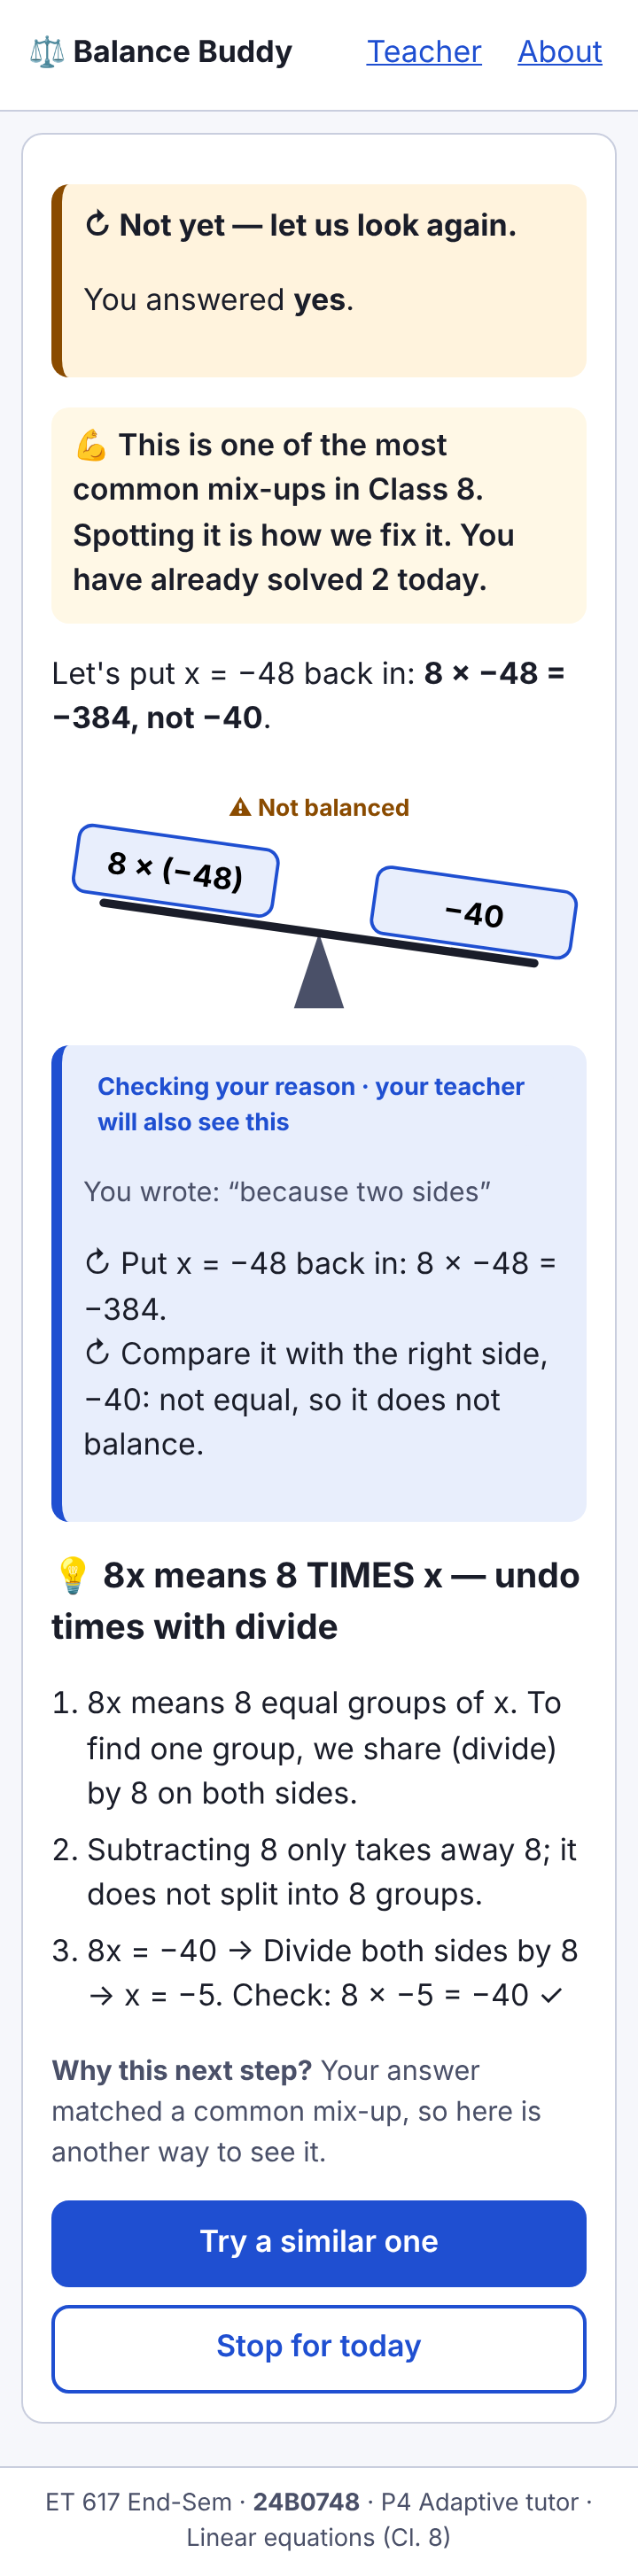 ⚖️ Balance Buddy Teacher About
↻ Not yet — let us look again.
You answered yes.
💪 This is one of the most
common mix-ups in Class 8.
Spotting it is how we fix it. You
have already solved 2 today.
Let's put x = −48 back in: 8 × −48 =
−384, not −40.
⚠ Not balanced
8 × (−48)
−40
Checking your reason · your teacher
will also see this
You wrote: “because two sides”
↻ Put x = −48 back in: 8 × −48 =
−384.
↻ Compare it with the right side,
−40: not equal, so it does not
balance.
💡 8x means 8 TIMES x — undo
times with divide
1. 8x means 8 equal groups of x. To
find one group, we share (divide)
by 8 on both sides.
2. Subtracting 8 only takes away 8; it
does not split into 8 groups.
3. 8x = −40 → Divide both sides by 8
→ x = −5. Check: 8 × −5 = −40 ✓
Why this next step? Your answer
matched a common mix-up, so here is
another way to see it.
Try a similar one
Stop for today
ET 617 End-Sem · 24B0748 · P4 Adaptive tutor ·
Linear equations (Cl. 8)